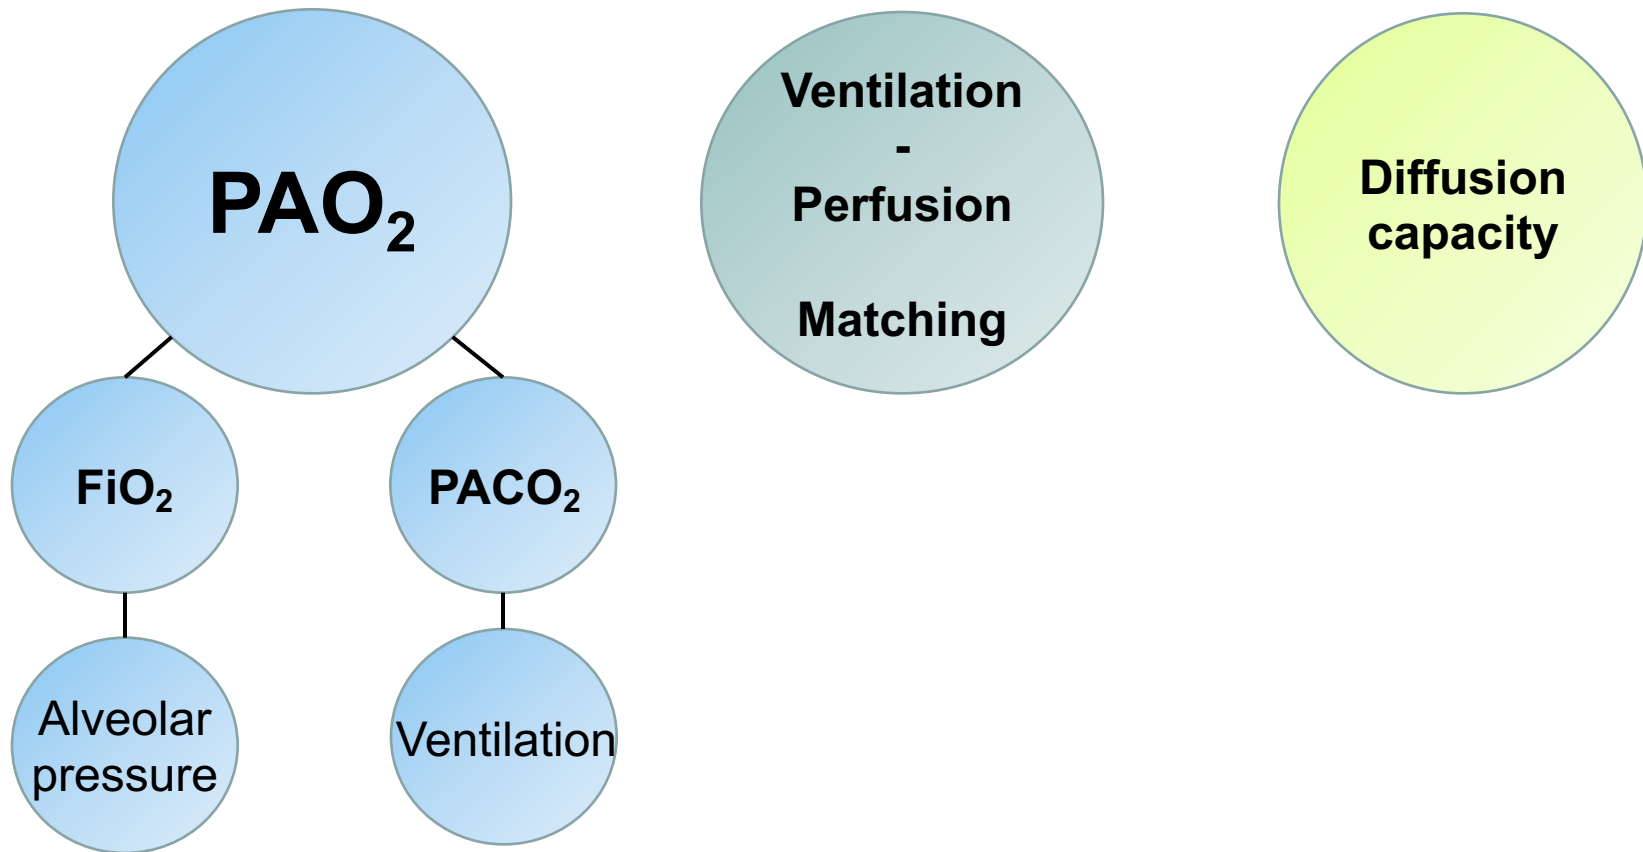 PAO₂
Ventilation
-
Perfusion
Matching
Diffusion
capacity
FiO₂
PACO₂
Alveolar
pressure
Ventilation